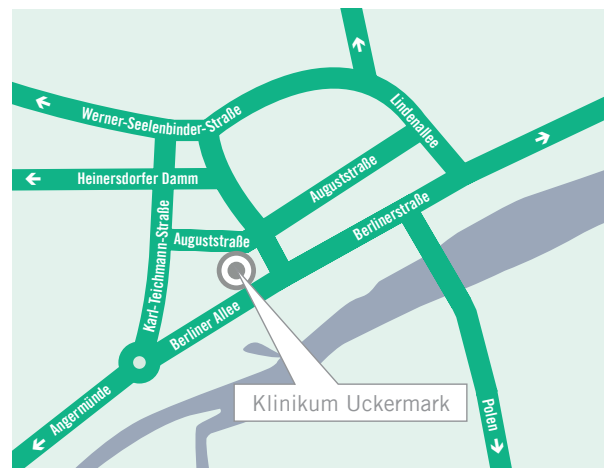 Werner-Seelenbinder-Straße
Lindenallee
Heinersdorfer Damm
Auguststraße
Berlinerstraße
Auguststraße
Karl-Teichmann-Straße
Berliner Allee
Angermünde
Klinikum Uckermark
Polen